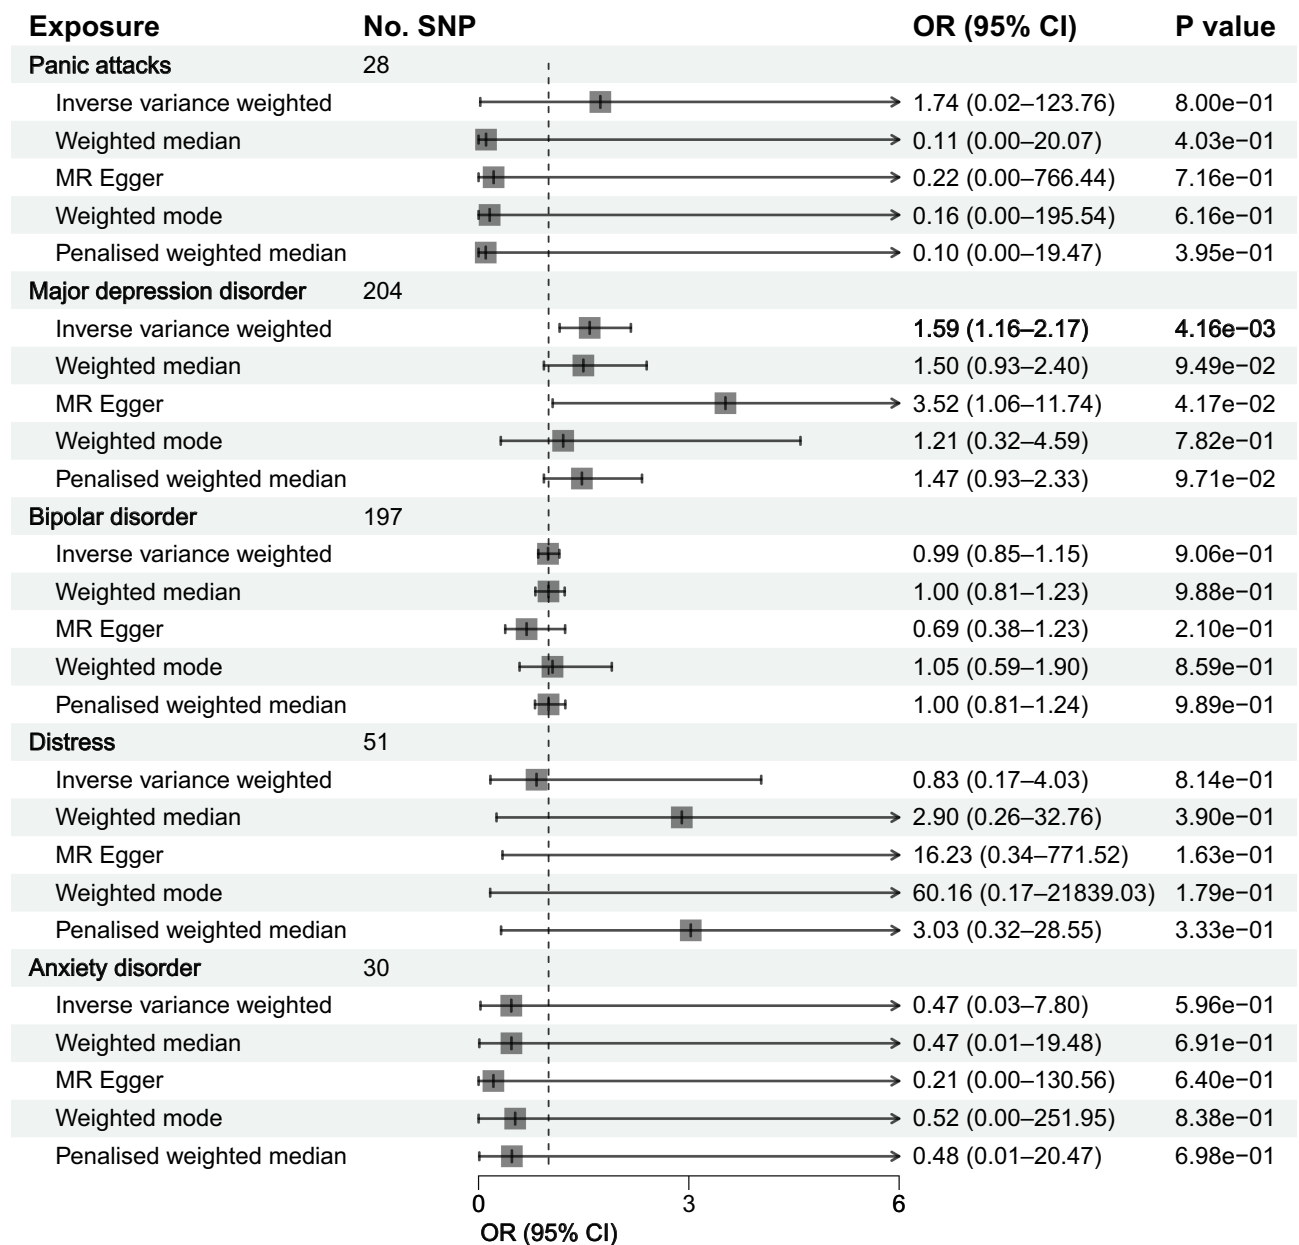 Exposure No. SNP OR (95% CI) P value
Panic attacks 28
Inverse variance weighted 1.74 (0.02–123.76) 8.00e−01
Weighted median 0.11 (0.00–20.07) 4.03e−01
MR Egger 0.22 (0.00–766.44) 7.16e−01
Weighted mode 0.16 (0.00–195.54) 6.16e−01
Penalised weighted median 0.10 (0.00–19.47) 3.95e−01
Major depression disorder 204
Inverse variance weighted 1.59 (1.16–2.17) 4.16e−03
Weighted median 1.50 (0.93–2.40) 9.49e−02
MR Egger 3.52 (1.06–11.74) 4.17e−02
Weighted mode 1.21 (0.32–4.59) 7.82e−01
Penalised weighted median 1.47 (0.93–2.33) 9.71e−02
Bipolar disorder 197
Inverse variance weighted 0.99 (0.85–1.15) 9.06e−01
Weighted median 1.00 (0.81–1.23) 9.88e−01
MR Egger 0.69 (0.38–1.23) 2.10e−01
Weighted mode 1.05 (0.59–1.90) 8.59e−01
Penalised weighted median 1.00 (0.81–1.24) 9.89e−01
Distress 51
Inverse variance weighted 0.83 (0.17–4.03) 8.14e−01
Weighted median 2.90 (0.26–32.76) 3.90e−01
MR Egger 16.23 (0.34–771.52) 1.63e−01
Weighted mode 60.16 (0.17–21839.03) 1.79e−01
Penalised weighted median 3.03 (0.32–28.55) 3.33e−01
Anxiety disorder 30
Inverse variance weighted 0.47 (0.03–7.80) 5.96e−01
Weighted median 0.47 (0.01–19.48) 6.91e−01
MR Egger 0.21 (0.00–130.56) 6.40e−01
Weighted mode 0.52 (0.00–251.95) 8.38e−01
Penalised weighted median 0.48 (0.01–20.47) 6.98e−01
0 3 6
OR (95% CI)